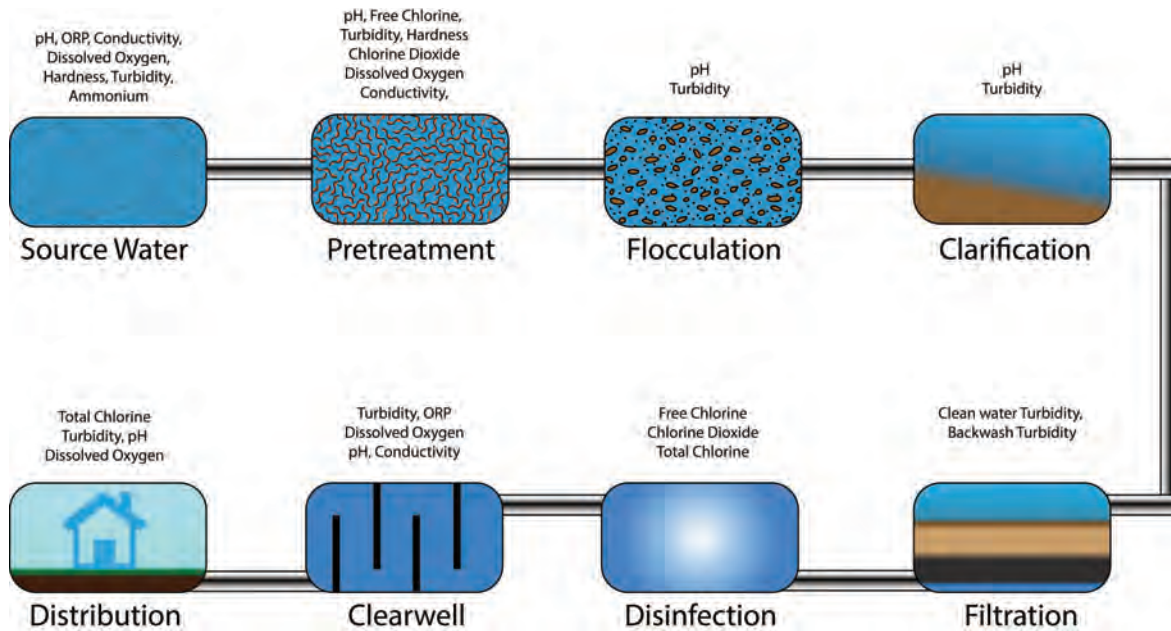 pH, ORP, Conductivity,
Dissolved Oxygen,
Hardness, Turbidity,
Ammonium
Source Water
pH, Free Chlorine,
Turbidity, Hardness
Chlorine Dioxide
Dissolved Oxygen
Conductivity,
Pretreatment
pH
Turbidity
Flocculation
pH
Turbidity
Clarification
Total Chlorine
Turbidity, pH
Dissolved Oxygen
Distribution
Turbidity, ORP
Dissolved Oxygen
pH, Conductivity
Clearwell
Free Chlorine
Chlorine Dioxide
Total Chlorine
Disinfection
Clean water Turbidity,
Backwash Turbidity
Filtration